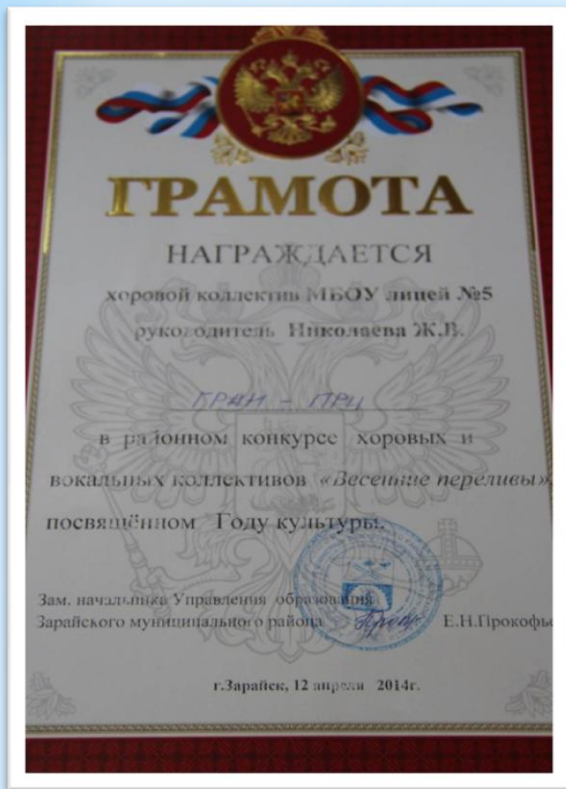 ГРАМОТА
НАГРАЖДАЕТСЯ
хоровой коллектив МБОУ лицей №5
руководитель Николаева Ж.В.
ГРАН - ПРИ
в районном конкурсе хоровых и
вокальных коллективов «Весенние переливы»
посвящённом Году культуры.
Зам. начальника Управления образования
Зарайского муниципального района Е.Н.Прокофье
г.Зарайск, 12 апреля 2014г.